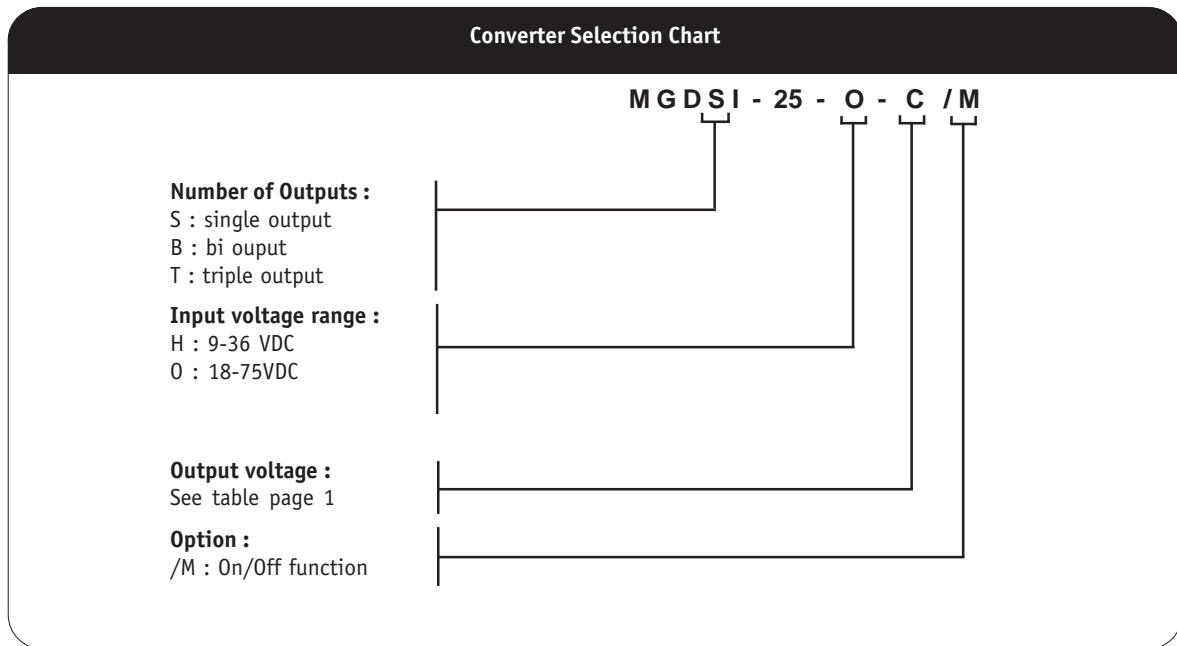 Converter Selection Chart
MGDSI - 25 - O - C /M
Number of Outputs :
S : single output
B : bi ouput
T : triple output
Input voltage range :
H : 9-36 VDC
O : 18-75VDC
Output voltage :
See table page 1
Option :
/M : On/Off function